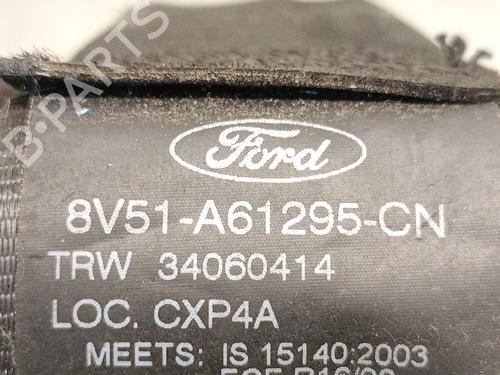 Ford
8V51-A61295-CN
TRW 34060414
LOC. CXP4A
MEETS: IS 15140:2003
B-PARTS